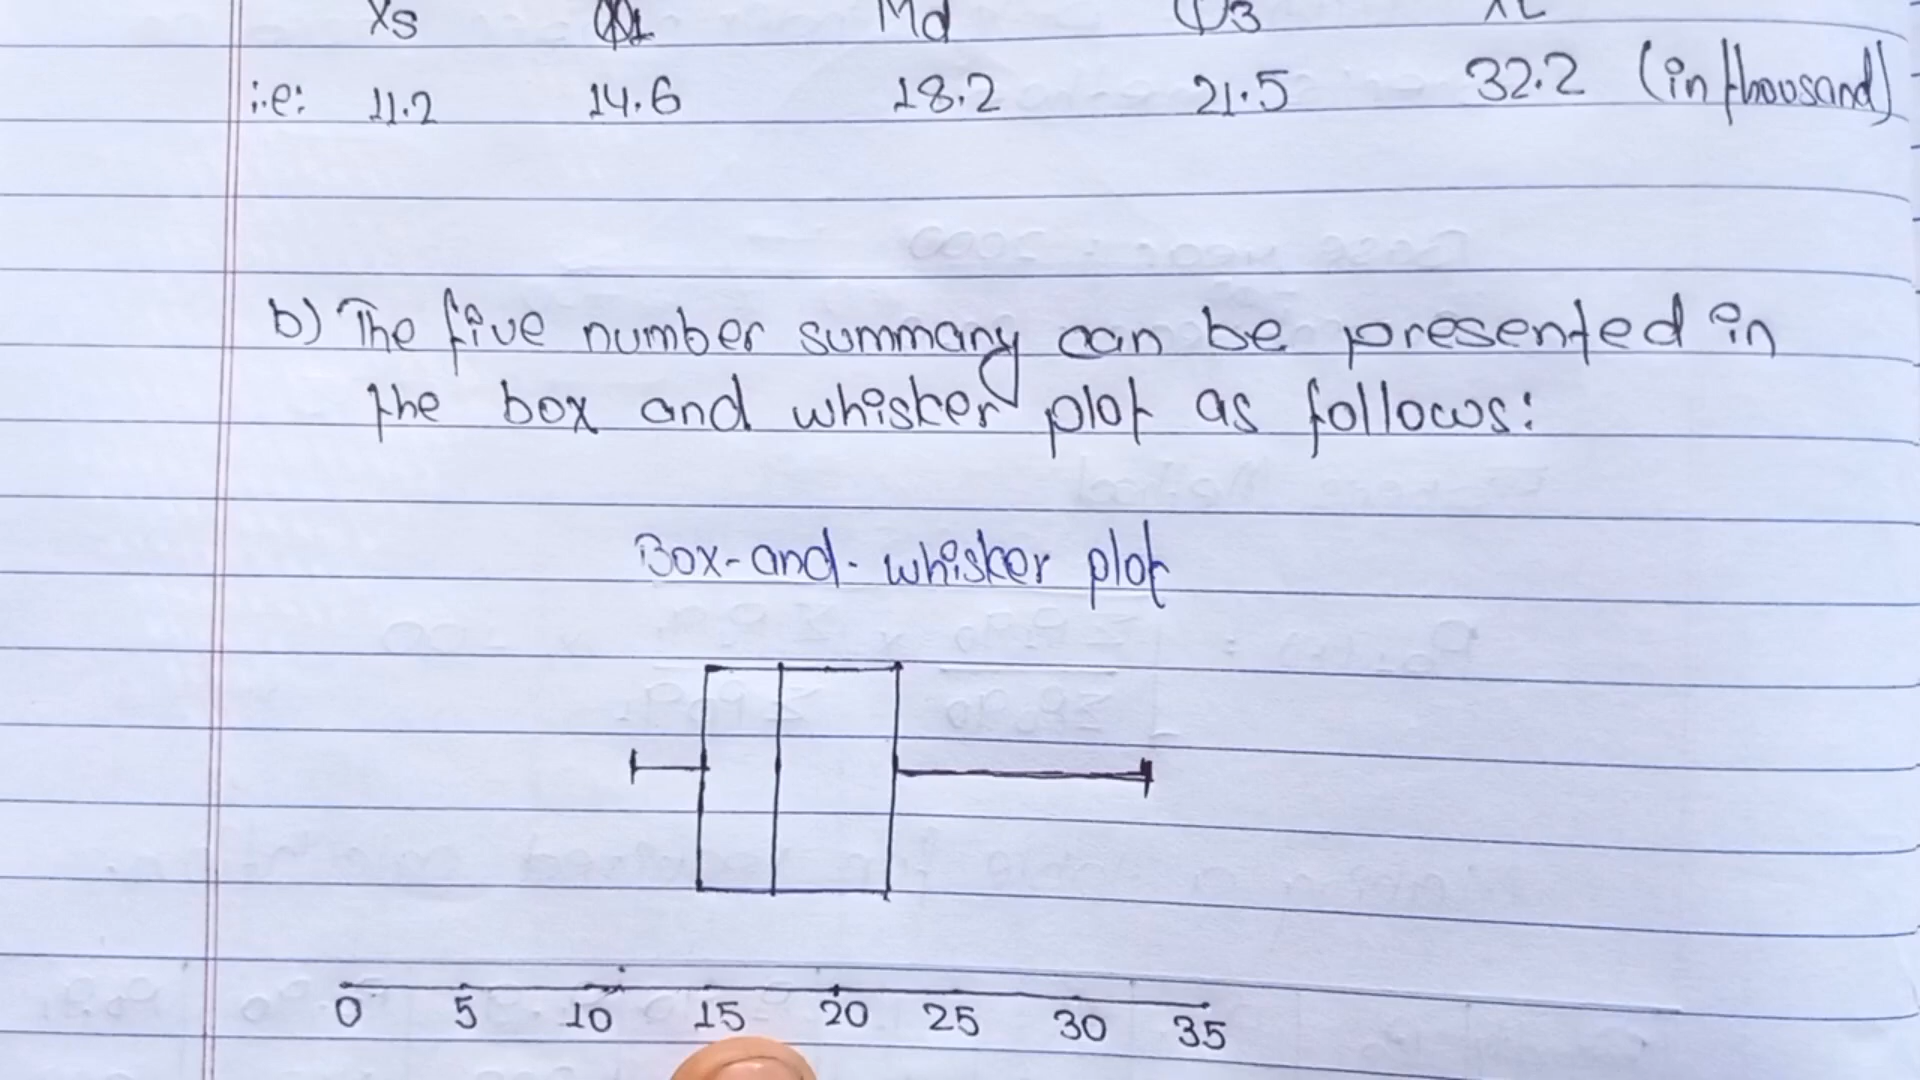 Xs Q1 Md Q3 XL
i.e: 11.2 14.6 18.2 21.5 32.2 (in thousand)
b) The five number summary can be presented in
the box and whisker plot as follows:
Box-and-whisker plot
0 5 10 15 20 25 30 35